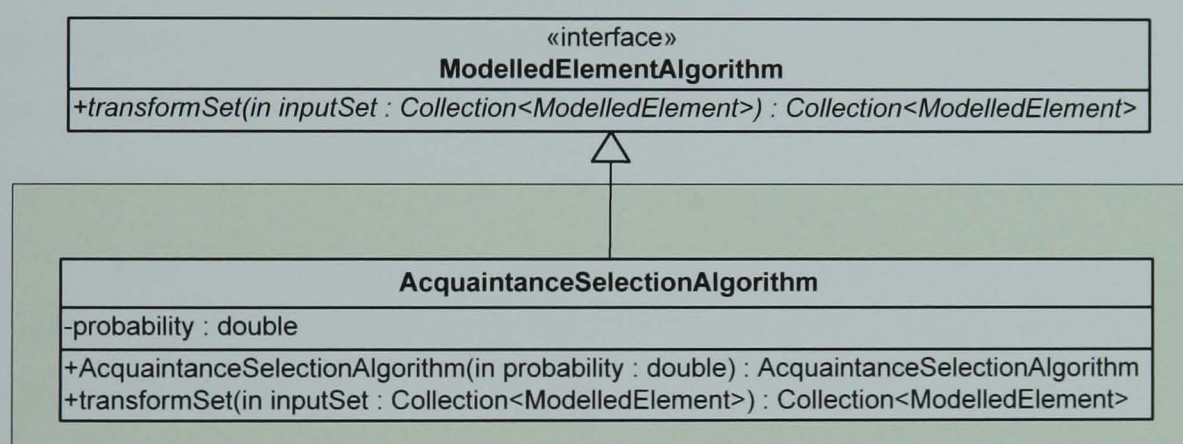 «interface»
ModelledElementAlgorithm
+transformSet(in inputSet : Collection<ModelledElement>) : Collection<ModelledElement>
AcquaintanceSelectionAlgorithm
-probability : double
+AcquaintanceSelectionAlgorithm(in probability : double) : AcquaintanceSelectionAlgorithm
+transformSet(in inputSet : Collection<ModelledElement>) : Collection<ModelledElement>